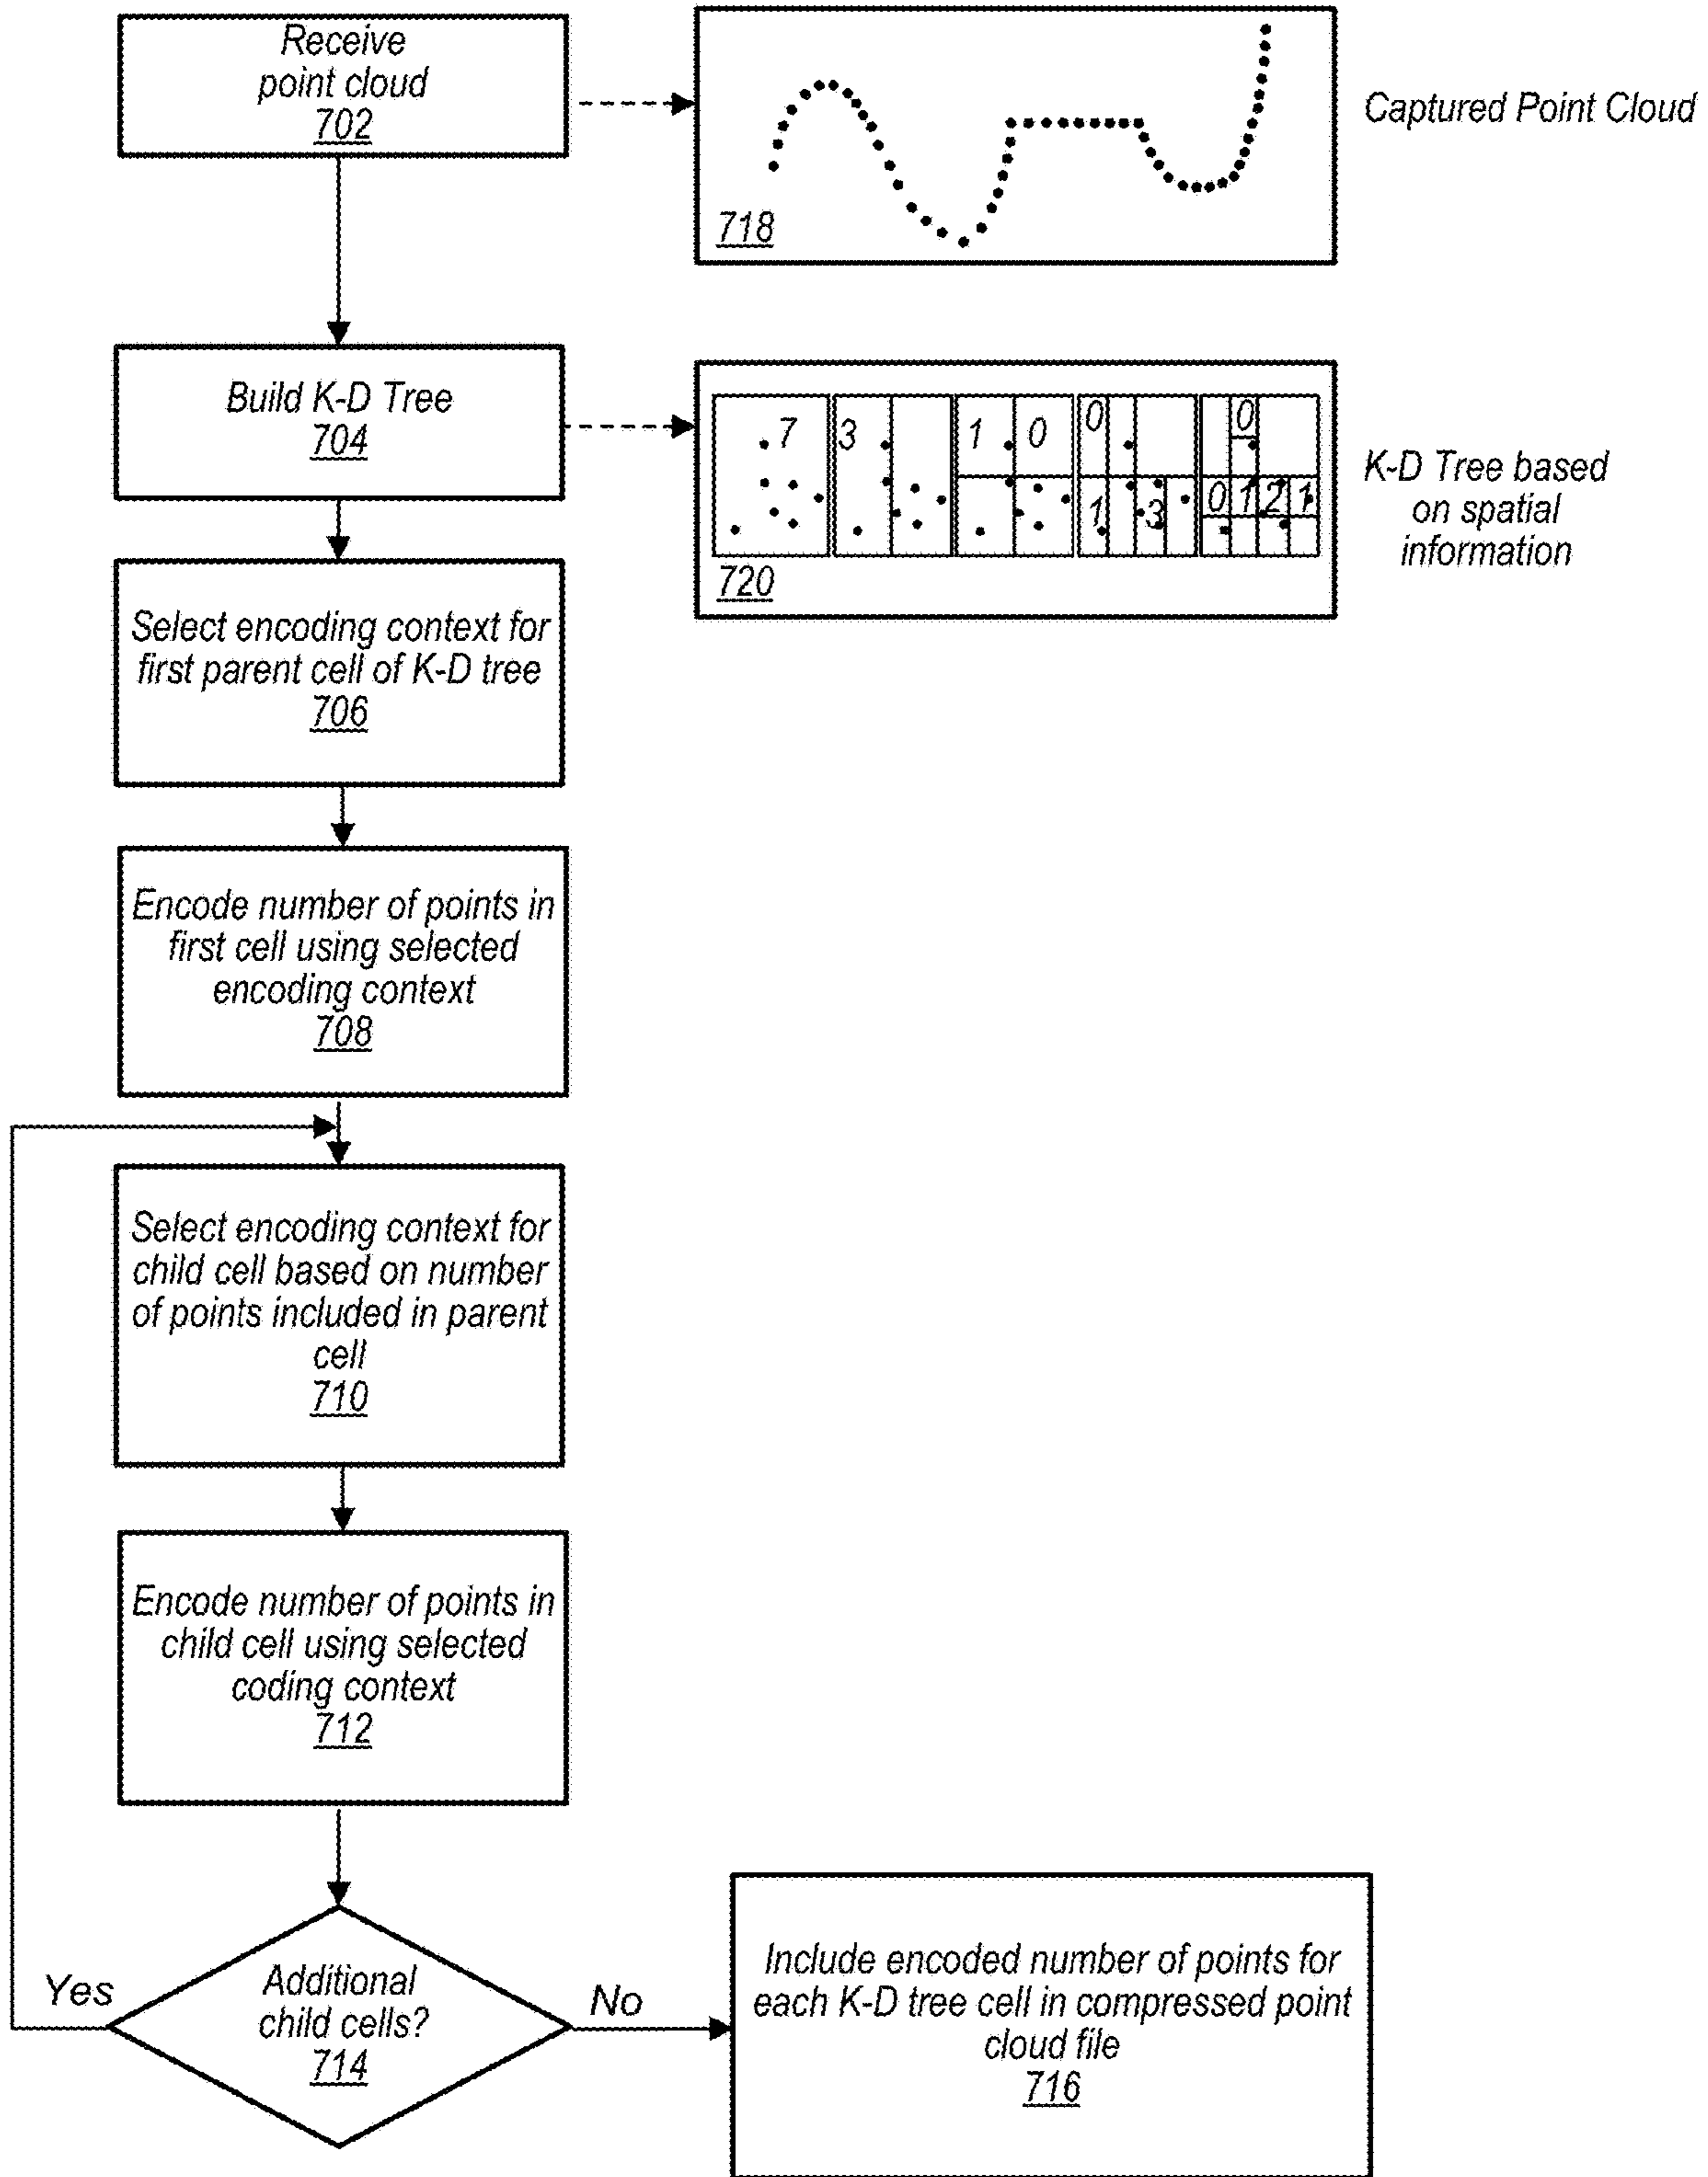 Receive
point cloud
702
718
Captured Point Cloud
Build K-D Tree
704
7 3 1 0 0 0
1 3 0 1 2 1
720
K-D Tree based
on spatial
information
Select encoding context for
first parent cell of K-D tree
706
Encode number of points in
first cell using selected
encoding context
708
Select encoding context for
child cell based on number
of points included in parent
cell
710
Encode number of points in
child cell using selected
coding context
712
Additional
child cells?
714
Yes
No
Include encoded number of points for
each K-D tree cell in compressed point
cloud file
716